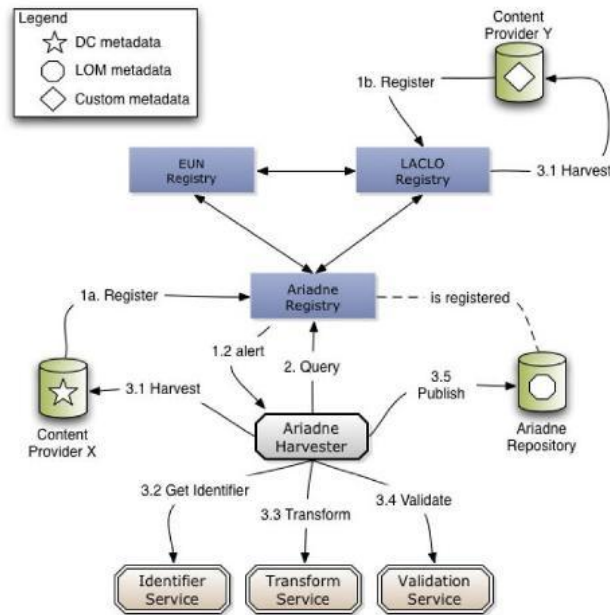 Legend
DC metadata
LOM metadata
Custom metadata
Content
Provider Y
1b. Register
EUN
Registry
LACLO
Registry
3.1 Harvest
1a. Register
Ariadne
Registry
is registered
1.2 alert
2. Query
3.1 Harvest
3.5
Publish
Content
Provider X
Ariadne
Harvester
Ariadne
Repository
3.2 Get Identifier
3.3 Transform
3.4 Validate
Identifier
Service
Transform
Service
Validation
Service